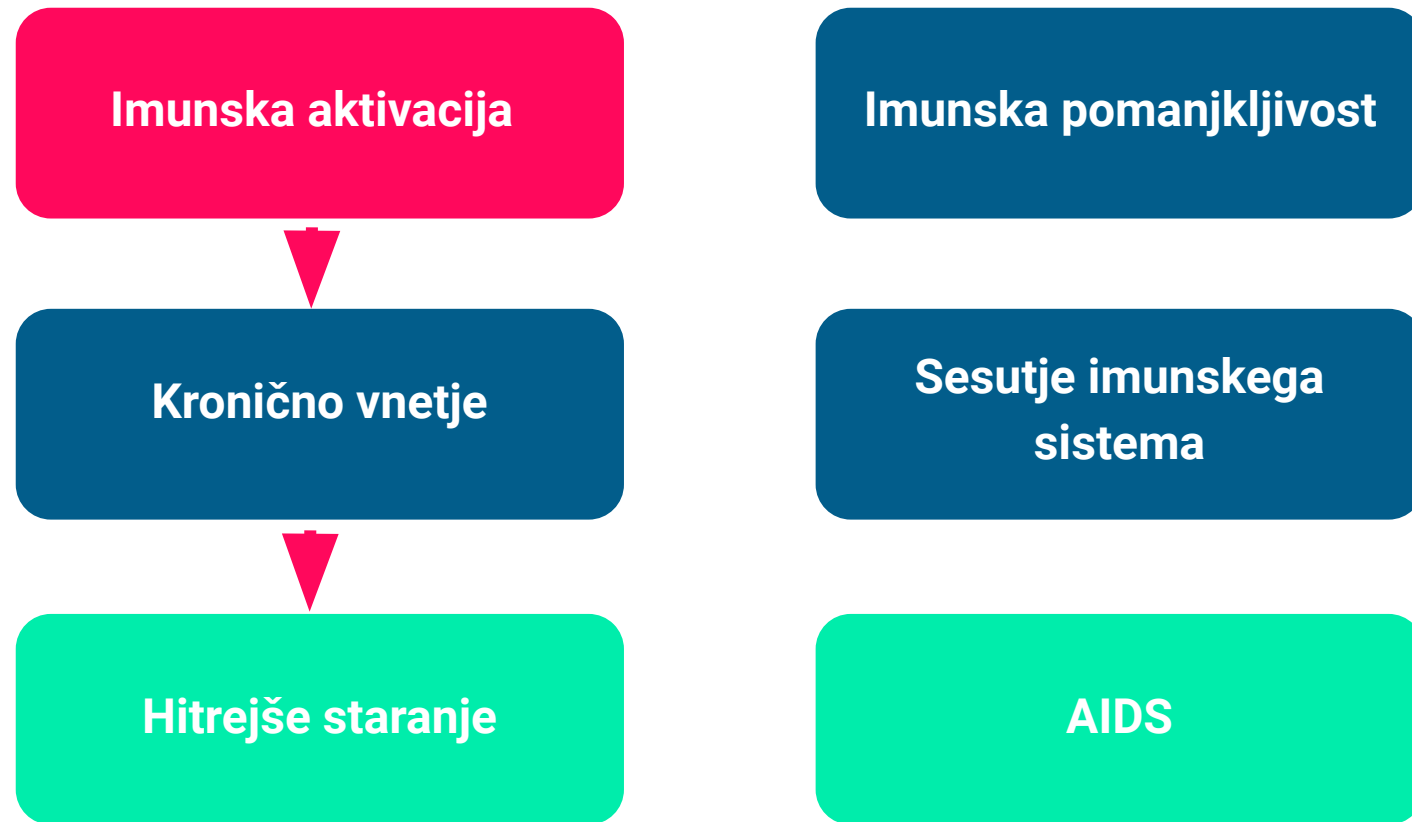 Imunska aktivacija
Imunska pomanjkljivost
Kronično vnetje
Sesutje imunskega
sistema
Hitrejše staranje
AIDS